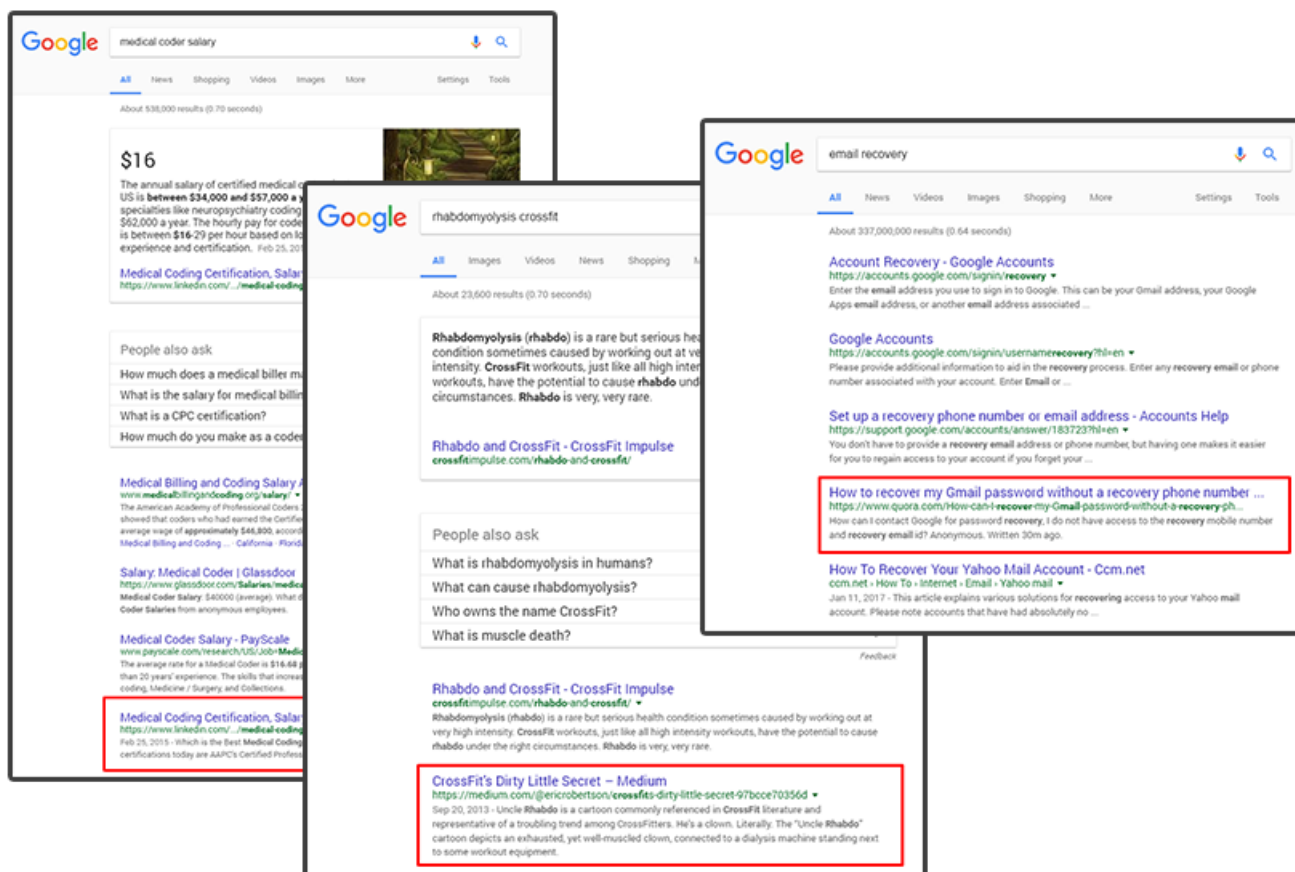 Google
medical coder salary
All News Shopping Videos Images More Settings Tools
About 538,000 results (0.70 seconds)
$16
The annual salary of certified medical
US is between $34,000 and $57,000 a
specialties like neuropsychiatry coding
$62,000 a year. The hourly pay for code
is between $16-29 per hour based on
experience and certification. Feb 25,
Medical Coding Certification, Salar
https://www.linkedin.com/.../medical-coding
People also ask
How much does a medical biller
What is the salary for medical billin
What is a CPC certification?
How much do you make as a coder
Medical Billing and Coding Salary
www.medicalbillingandcoding.org/salary/
The American Academy of Professional Coders
showed that coders who had earned the Certifie
average wage of approximately $46,800, accord
Medical Billing and Coding ... · California · Florida
Salary: Medical Coder | Glassdoor
https://www.glassdoor.com/Salaries/medica
Medical Coder Salary: $40000 (average). What
Coder Salaries from anonymous employees.
Medical Coder Salary - PayScale
www.payscale.com/research/US/Job=Medic
The average rate for a Medical Coder is $16.68
than 20 years' experience. The skills that increas
coding, Medicine / Surgery, and Collections.
Medical Coding Certification, Salar
https://www.linkedin.com/.../medical-coding
Feb 25, 2015 - Which is the Best Medical Coding
certifications today are AAPC's Certified Profess
Google
rhabdomyolysis crossfit
All Images Videos News Shopping
About 23,600 results (0.70 seconds)
Rhabdomyolysis (rhabdo) is a rare but serious hea
condition sometimes caused by working out at ve
intensity. CrossFit workouts, just like all high inten
workouts, have the potential to cause rhabdo und
circumstances. Rhabdo is very, very rare.
Rhabdo and CrossFit - CrossFit Impulse
crossfitimpulse.com/rhabdo-and-crossfit/
People also ask
What is rhabdomyolysis in humans?
What can cause rhabdomyolysis?
Who owns the name CrossFit?
What is muscle death?
Feedback
Rhabdo and CrossFit - CrossFit Impulse
crossfitimpulse.com/rhabdo-and-crossfit/
Rhabdomyolysis (rhabdo) is a rare but serious health condition sometimes caused by working out at
very high intensity. CrossFit workouts, just like all high intensity workouts, have the potential to cause
rhabdo under the right circumstances. Rhabdo is very, very rare.
CrossFit's Dirty Little Secret – Medium
https://medium.com/@ericrobertson/crossfits-dirty-little-secret-97bcce70356d
Sep 20, 2013 - Uncle Rhabdo is a cartoon commonly referenced in CrossFit literature and
representative of a troubling trend among CrossFitters. He's a clown. Literally. The "Uncle Rhabdo"
cartoon depicts an exhausted, yet well-muscled clown, connected to a dialysis machine standing next
to some workout equipment.
Google
email recovery
All News Videos Images Shopping More Settings Tools
About 337,000,000 results (0.64 seconds)
Account Recovery - Google Accounts
https://accounts.google.com/signin/recovery
Enter the email address you use to sign in to Google. This can be your Gmail address, your Google
Apps email address, or another email address associated ...
Google Accounts
https://accounts.google.com/signin/usernamerecovery?hl=en
Please provide additional information to aid in the recovery process. Enter any recovery email or phone
number associated with your account. Enter Email or ...
Set up a recovery phone number or email address - Accounts Help
https://support.google.com/accounts/answer/183723?hl=en
You don't have to provide a recovery email address or phone number, but having one makes it easier
for you to regain access to your account if you forget your ...
How to recover my Gmail password without a recovery phone number ...
https://www.quora.com/How-can-I-recover-my-Gmail-password-without-a-recovery-ph...
How can I contact Google for password recovery, I do not have access to the recovery mobile number
and recovery email id? Anonymous. Written 30m ago.
How To Recover Your Yahoo Mail Account - Ccm.net
ccm.net › How To › Internet › Email › Yahoo mail
Jan 11, 2017 - This article explains various solutions for recovering access to your Yahoo mail
account. Please note accounts that have had absolutely no ...